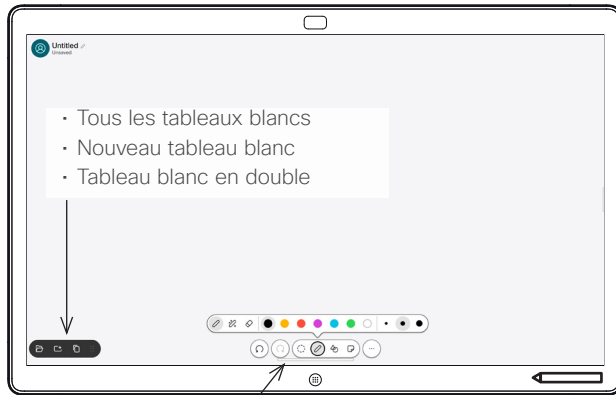 Untitled
Unsaved
· Tous les tableaux blancs
· Nouveau tableau blanc
· Tableau blanc en double